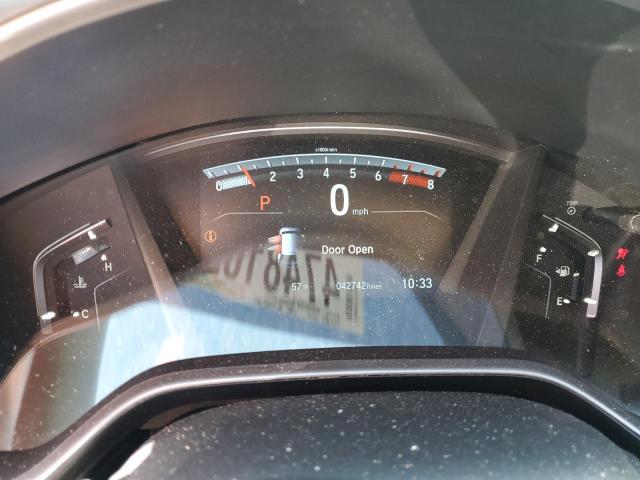 x1000r/min
0 1 2 3 4 5 6 7 8
P
0 mph
TRIP
Door Open
H
C
F
E
57°F
042742 miles
10:33